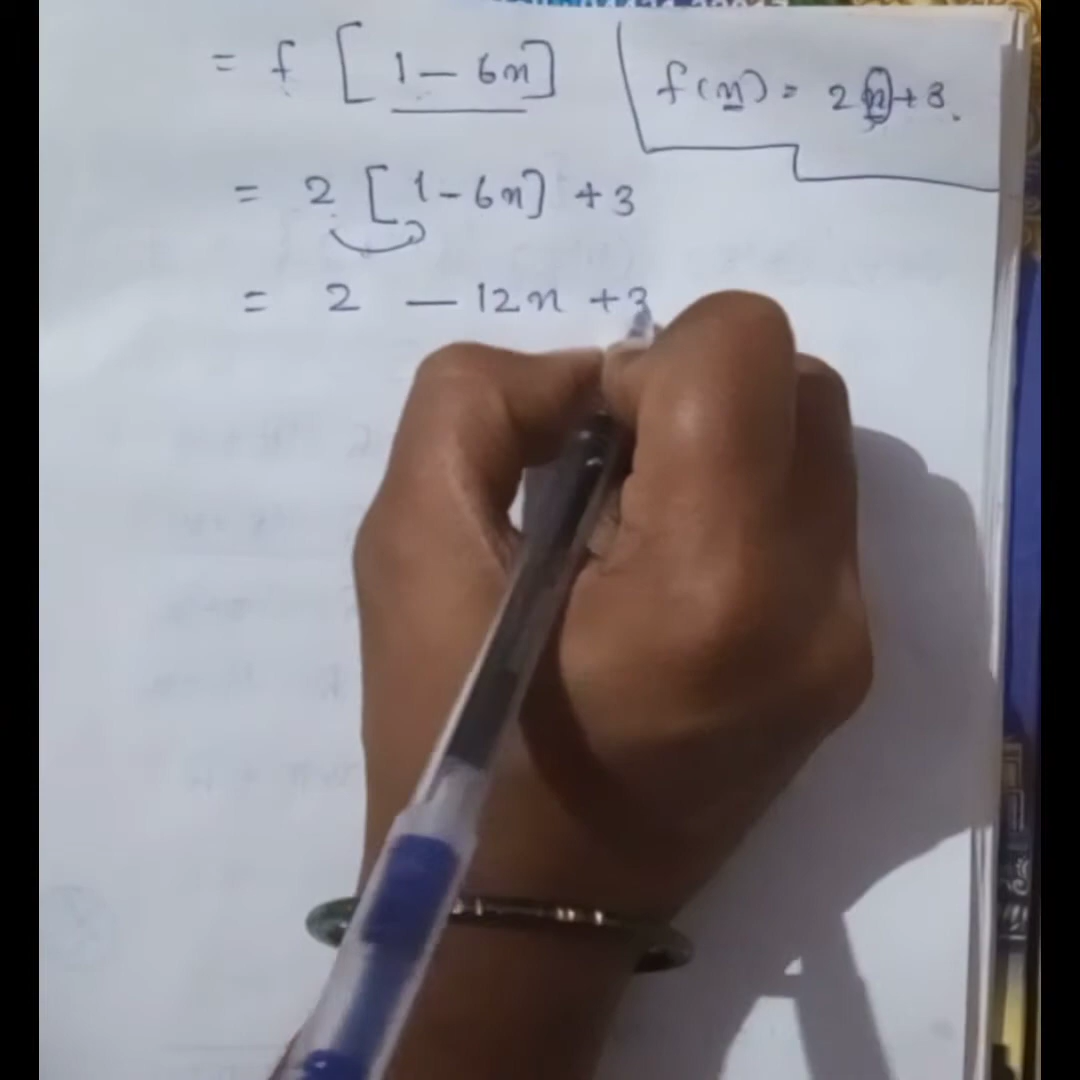 = f [1 - 6x]
f(x) = 2x + 3.
= 2 [1 - 6x] + 3
= 2 - 12x + 3